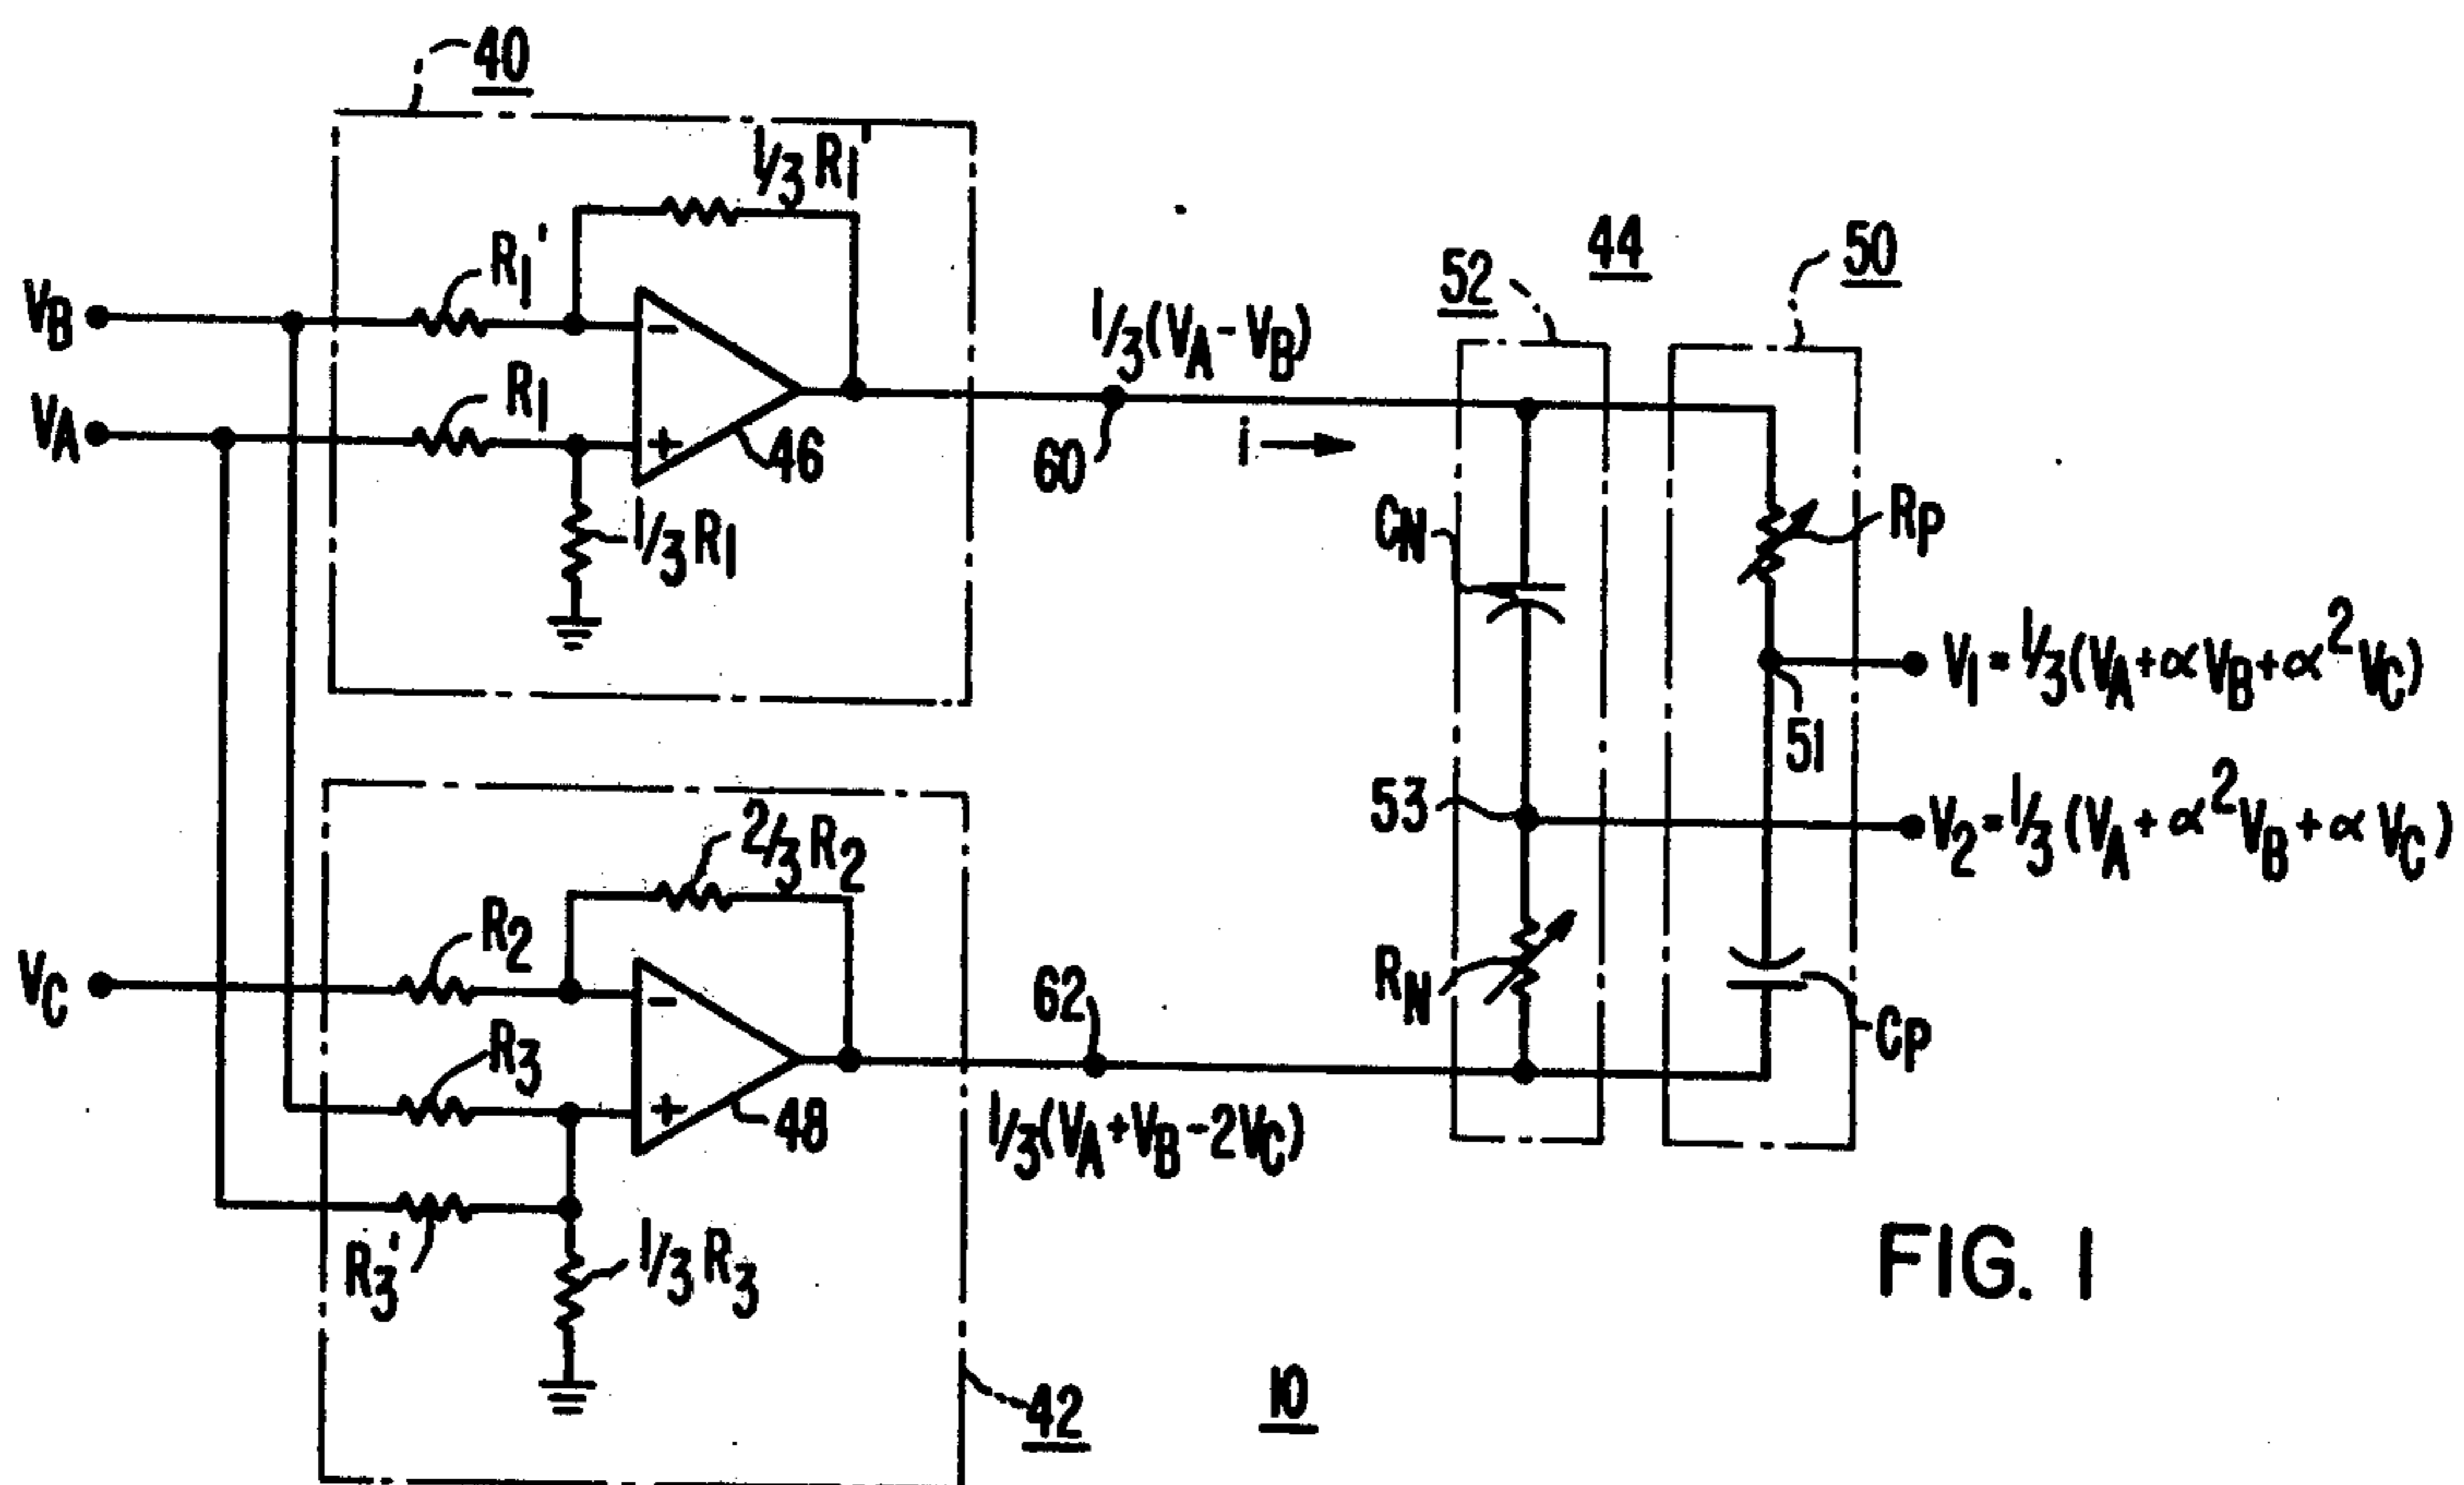 40
1/3 R1'
R1'
VB
R1
VA
46
1/3 R1
1/3(VA-VB)
60
i
52
44
50
CN
RP
V1=1/3(VA+αVB+α²VC)
51
53
V2=1/3(VA+α²VB+αVC)
2/3 R2
R2
VC
R3
48
62
RN
CP
1/3(VA+VB-2VC)
R3'
1/3 R3
42
10
FIG. 1